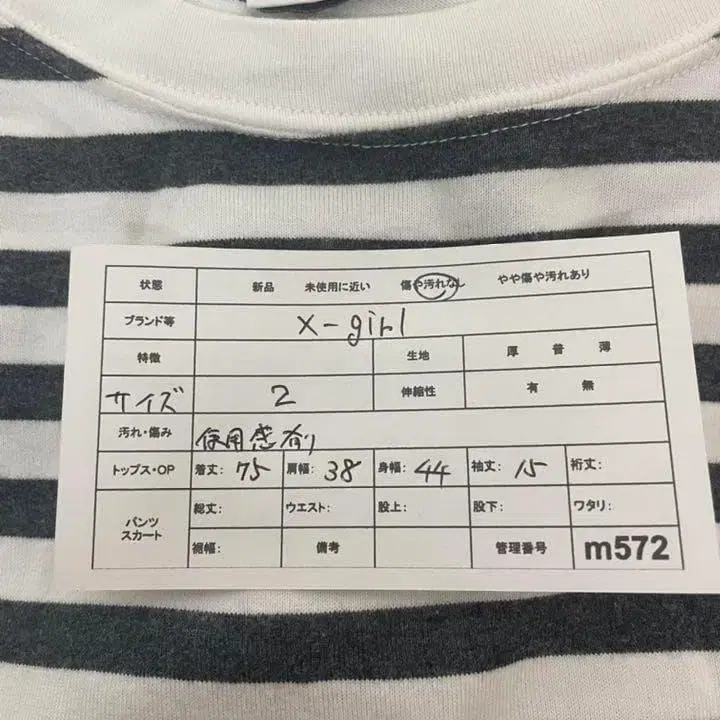 状態 新品 未使用に近い 傷や汚れなし やや傷や汚れあり
ブランド等 X-girl
特徴 生地 厚 普 薄
サイズ 2 伸縮性 有 無
汚れ・傷み 使用感有り
トップス・OP 着丈: 75 肩幅: 38 身幅: 44 袖丈: 15 裄丈:
パンツ スカート 総丈: ウエスト: 股上: 股下: ワタリ:
裾幅: 備考 管理番号 m572